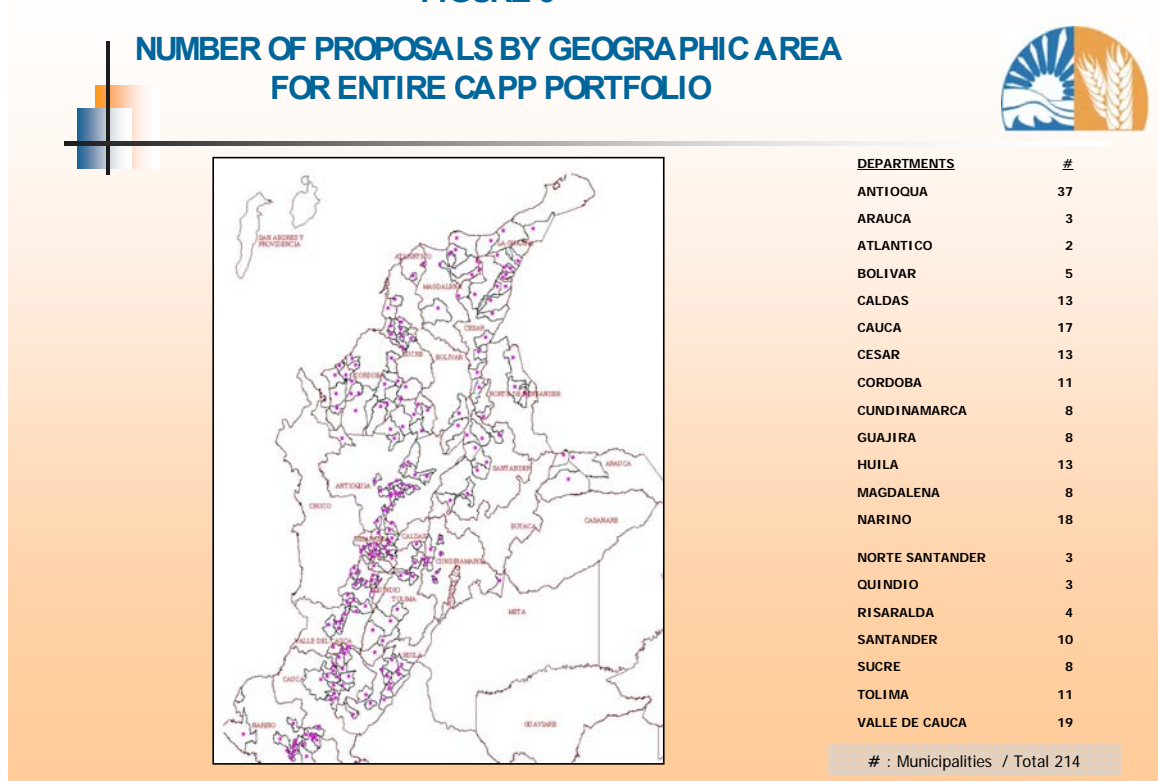 NUMBER OF PROPOSALS BY GEOGRAPHIC AREA
FOR ENTIRE CAPP PORTFOLIO
SAN ANDRES Y
PROVIDENCIA
ATLANTICO
MAGDALENA
CESAR
SUCRE
BOLIVAR
CORDOBA
SANTANDER
ARAUCA
ANTIOQUIA
CHOCO
BOYACA
CASANARE
CALDAS
CUNDINAMARCA
TOLIMA
META
VALLE DEL CAUCA
HUILA
CAUCA
NARINO
GUAVIARE
DEPARTMENTS #
ANTIOQUA 37
ARAUCA 3
ATLANTICO 2
BOLIVAR 5
CALDAS 13
CAUCA 17
CESAR 13
CORDOBA 11
CUNDINAMARCA 8
GUAJIRA 8
HUILA 13
MAGDALENA 8
NARINO 18
NORTE SANTANDER 3
QUINDIO 3
RISARALDA 4
SANTANDER 10
SUCRE 8
TOLIMA 11
VALLE DE CAUCA 19
# : Municipalities / Total 214